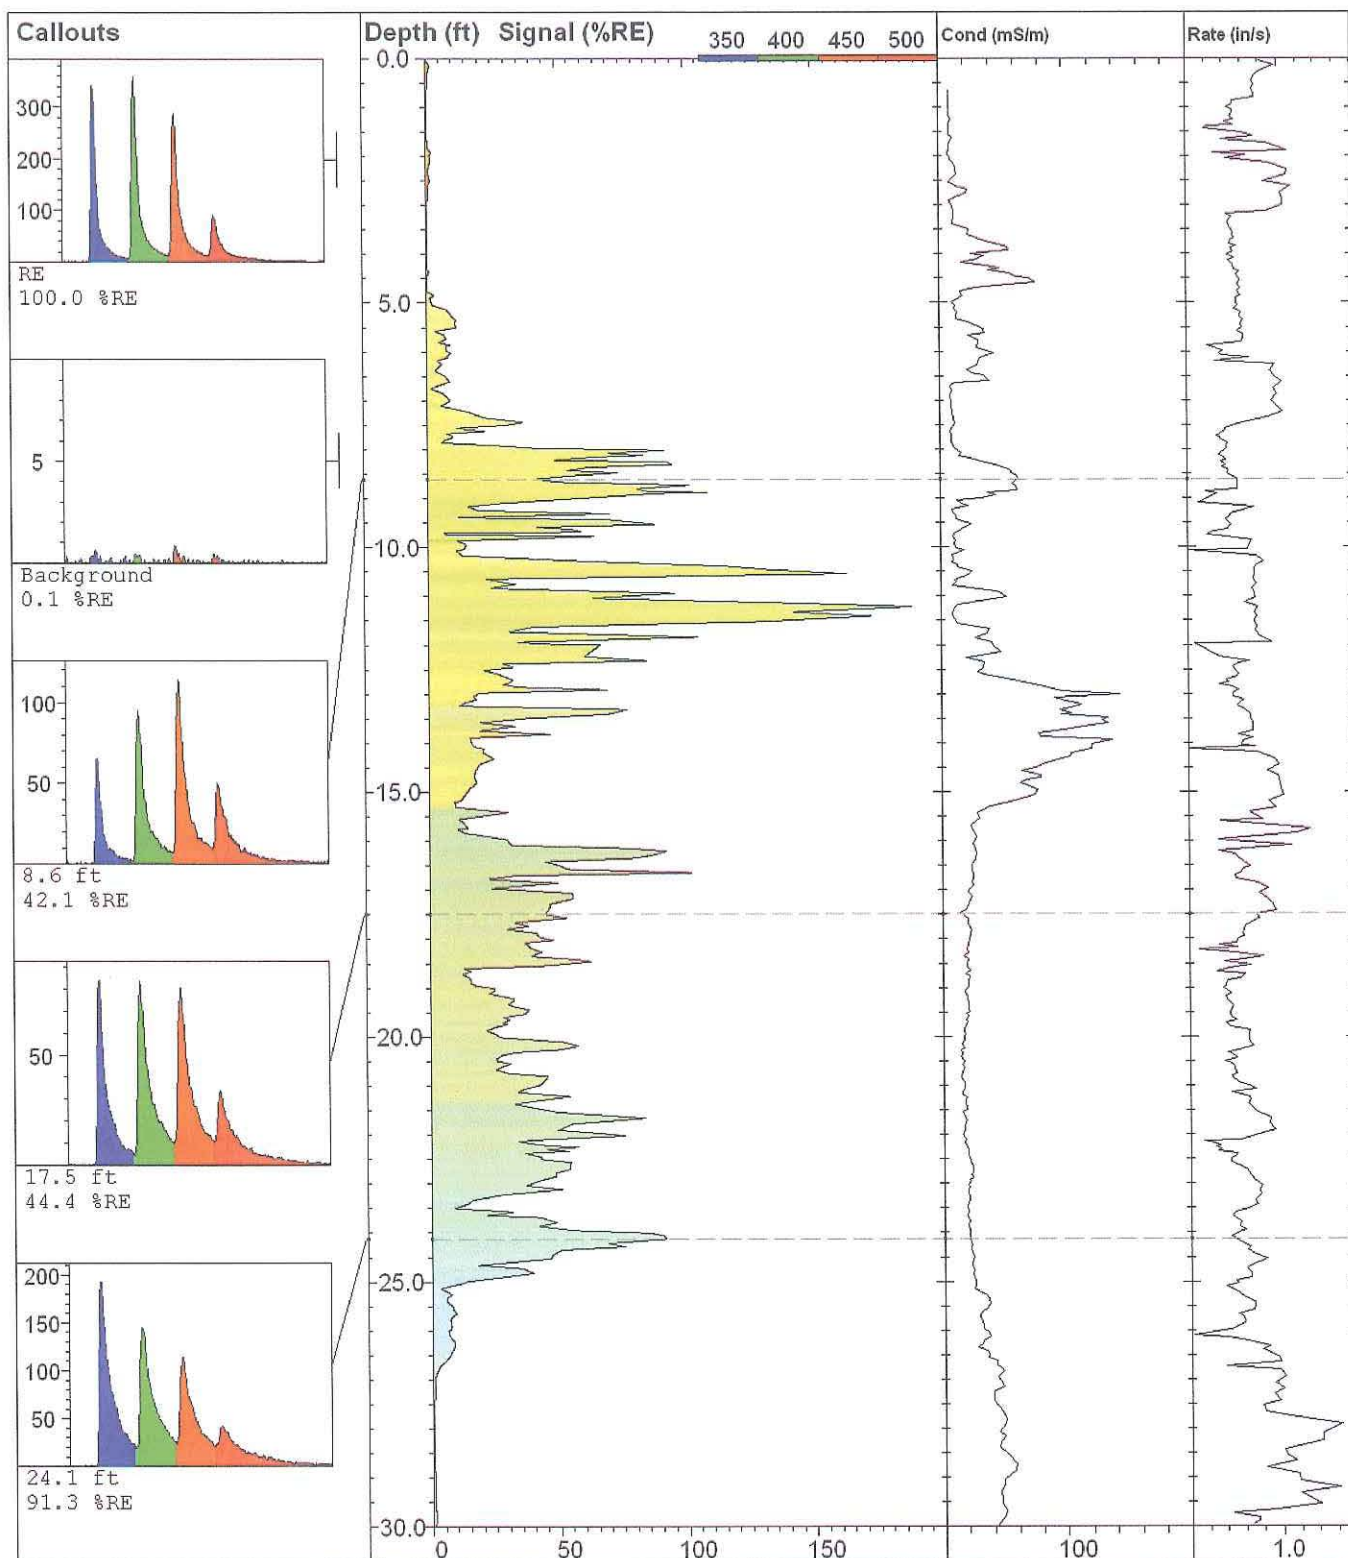 Callouts
Depth (ft) Signal (%RE) 350 400 450 500 Cond (mS/m) Rate (in/s)
300
200
100
RE
100.0 %RE
5
Background
0.1 %RE
100
50
8.6 ft
42.1 %RE
50
17.5 ft
44.4 %RE
200
150
100
50
24.1 ft
91.3 %RE
0.0
5.0
10.0
15.0
20.0
25.0
30.0
0 50 100 150 100 1.0